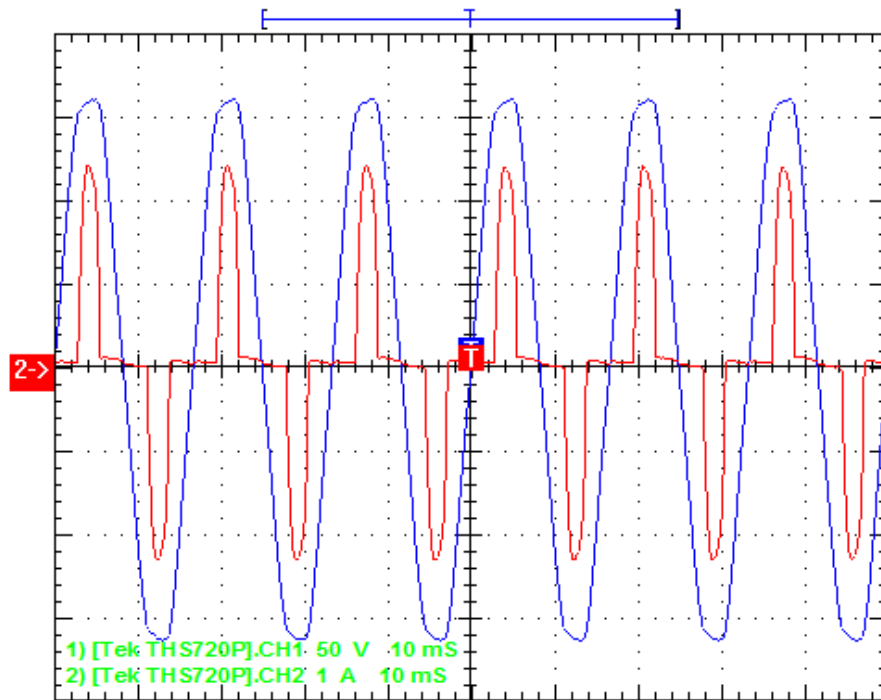 T
2->
T
1) [Tek THS720P].CH1 50 V 10 mS
2) [Tek THS720P].CH2 1 A 10 mS